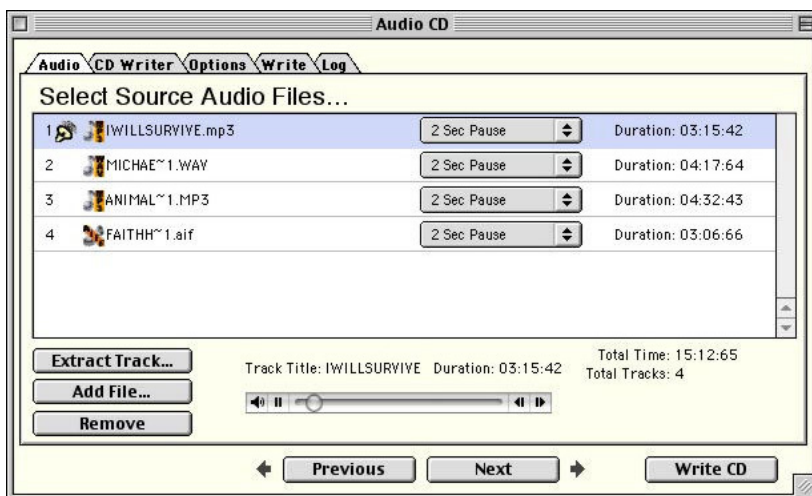 Audio CD
Audio CD Writer Options Write Log
Select Source Audio Files...
1 IWILLSURVIVE.mp3 2 Sec Pause Duration: 03:15:42
2 MICHAE~1.WAV 2 Sec Pause Duration: 04:17:64
3 ANIMAL~1.MP3 2 Sec Pause Duration: 04:32:43
4 FAITHH~1.aif 2 Sec Pause Duration: 03:06:66
Extract Track...
Add File...
Remove
Track Title: IWILLSURVIVE Duration: 03:15:42
Total Time: 15:12:65
Total Tracks: 4
Previous Next Write CD